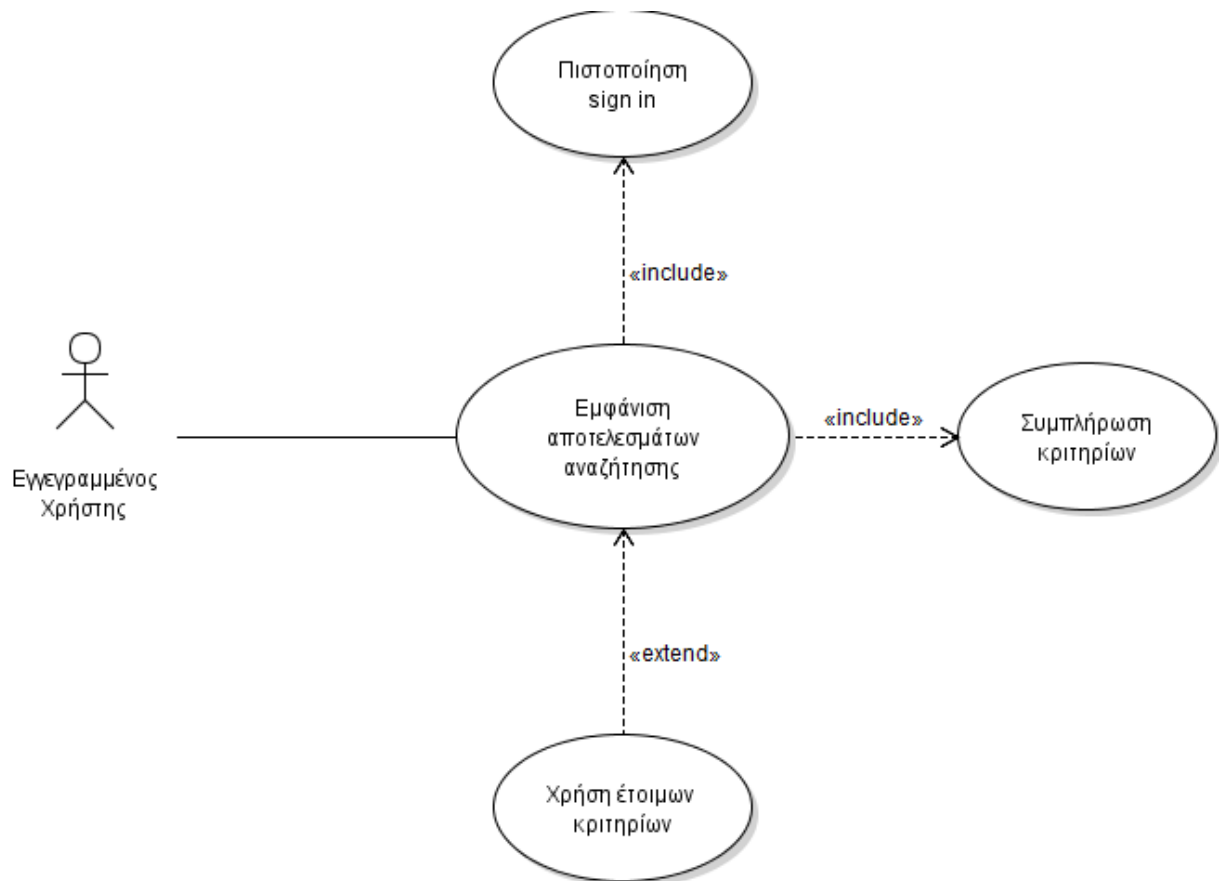 Πιστοποίηση
sign in
«include»
Εμφάνιση
αποτελεσμάτων
αναζήτησης
«include»
Συμπλήρωση
κριτηρίων
Εγγεγραμμένος
Χρήστης
«extend»
Χρήση έτοιμων
κριτηρίων